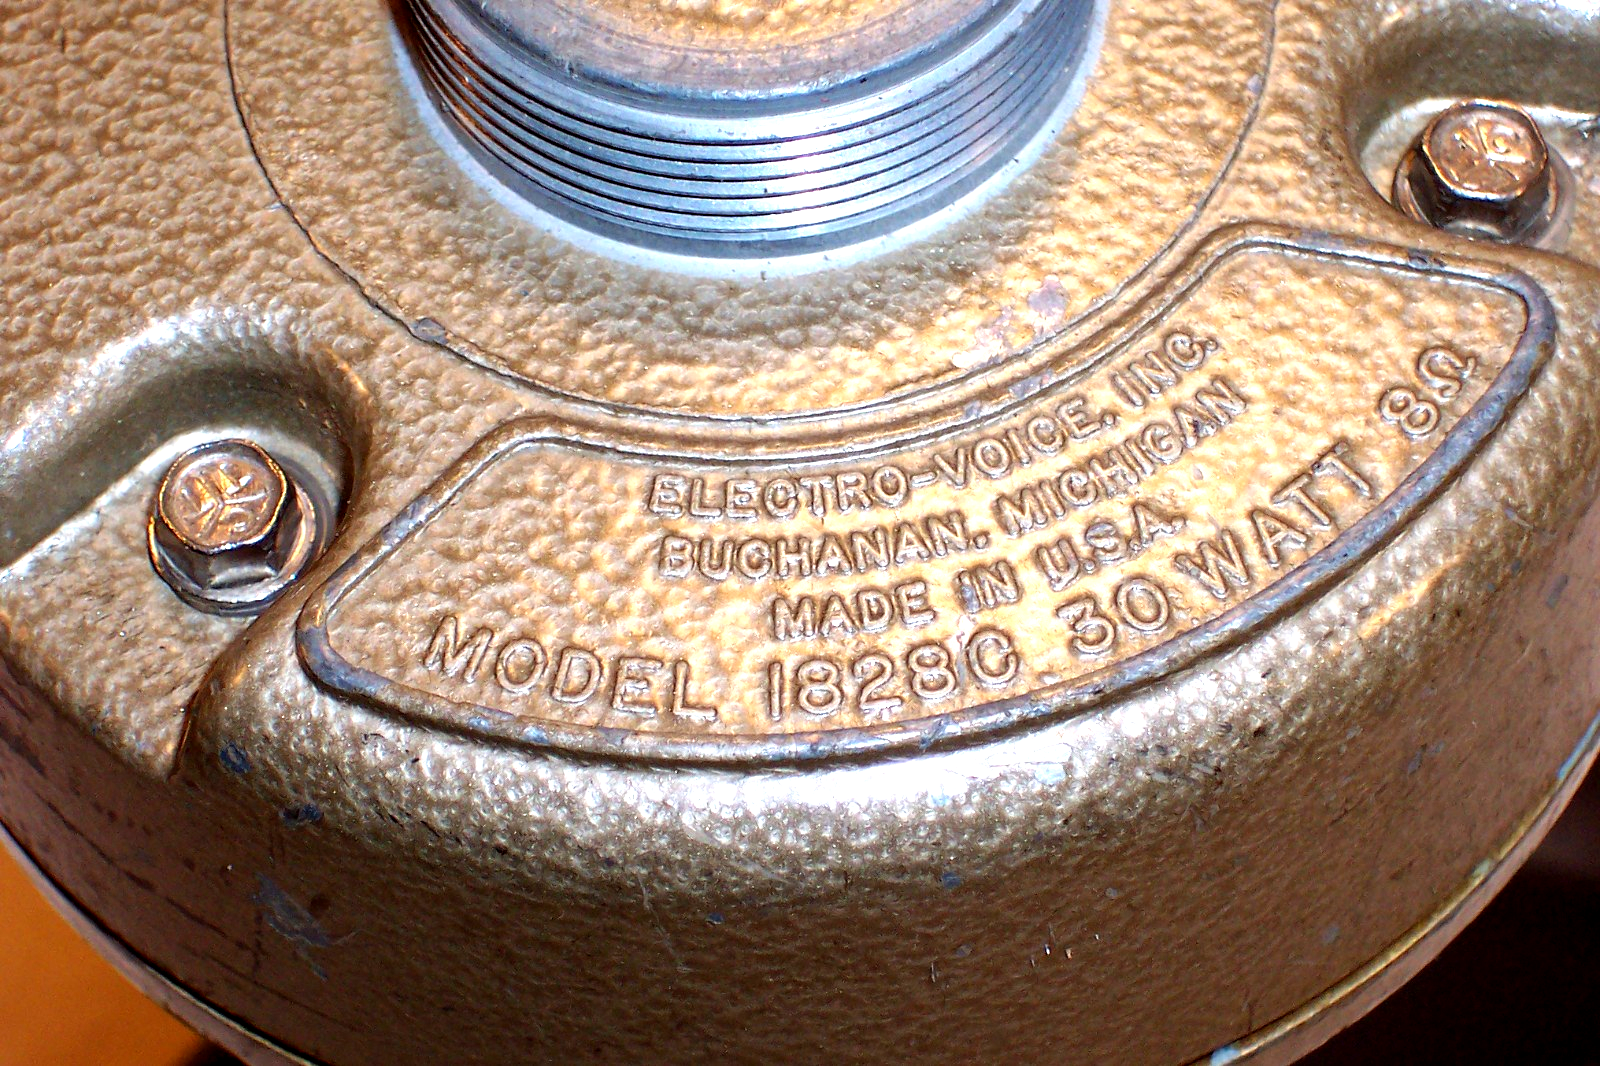 ELECTRO-VOICE, INC.
BUCHANAN, MICHIGAN
MADE IN U.S.A.
MODEL 1828C 30 WATT 8Ω